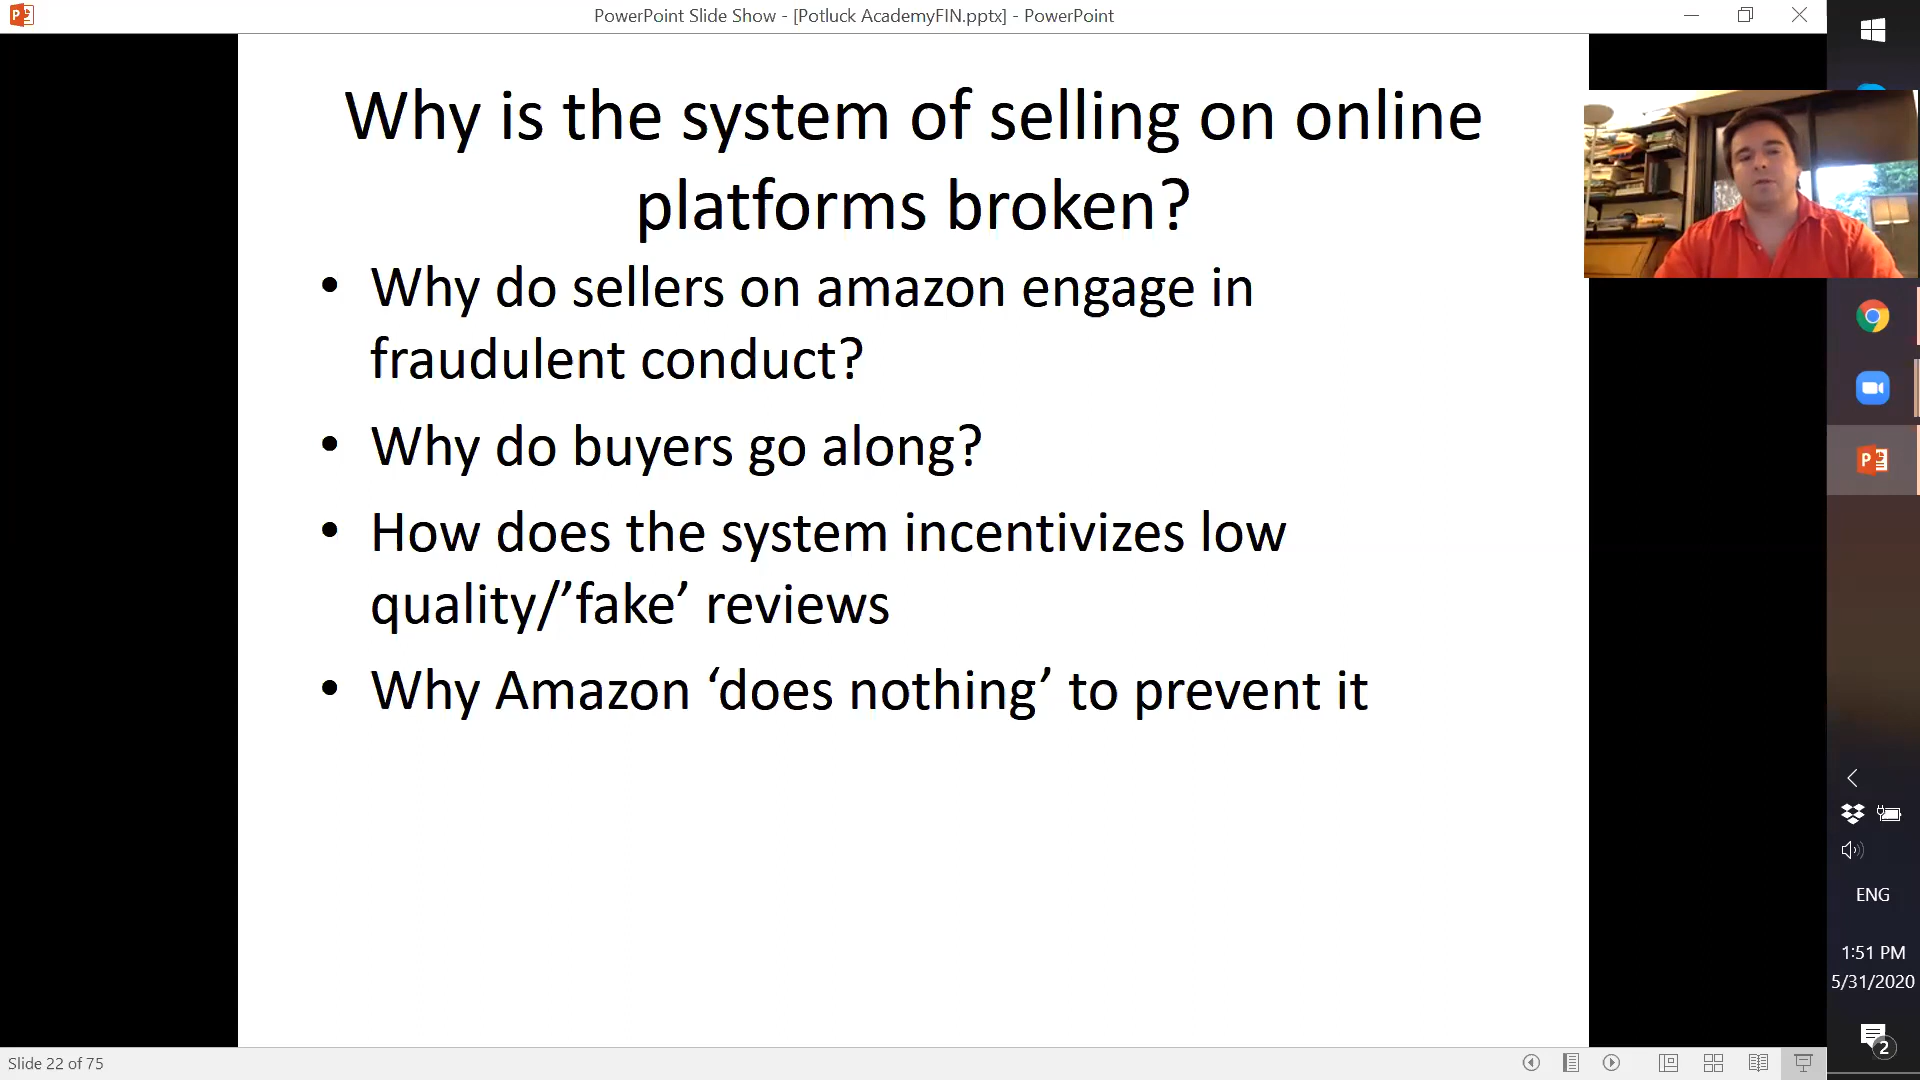 PowerPoint Slide Show - [Potluck AcademyFIN.pptx] - PowerPoint
Why is the system of selling on online
platforms broken?
• Why do sellers on amazon engage in
fraudulent conduct?
• Why do buyers go along?
• How does the system incentivizes low
quality/’fake’ reviews
• Why Amazon ‘does nothing’ to prevent it
ENG
1:51 PM
5/31/2020
2
Slide 22 of 75